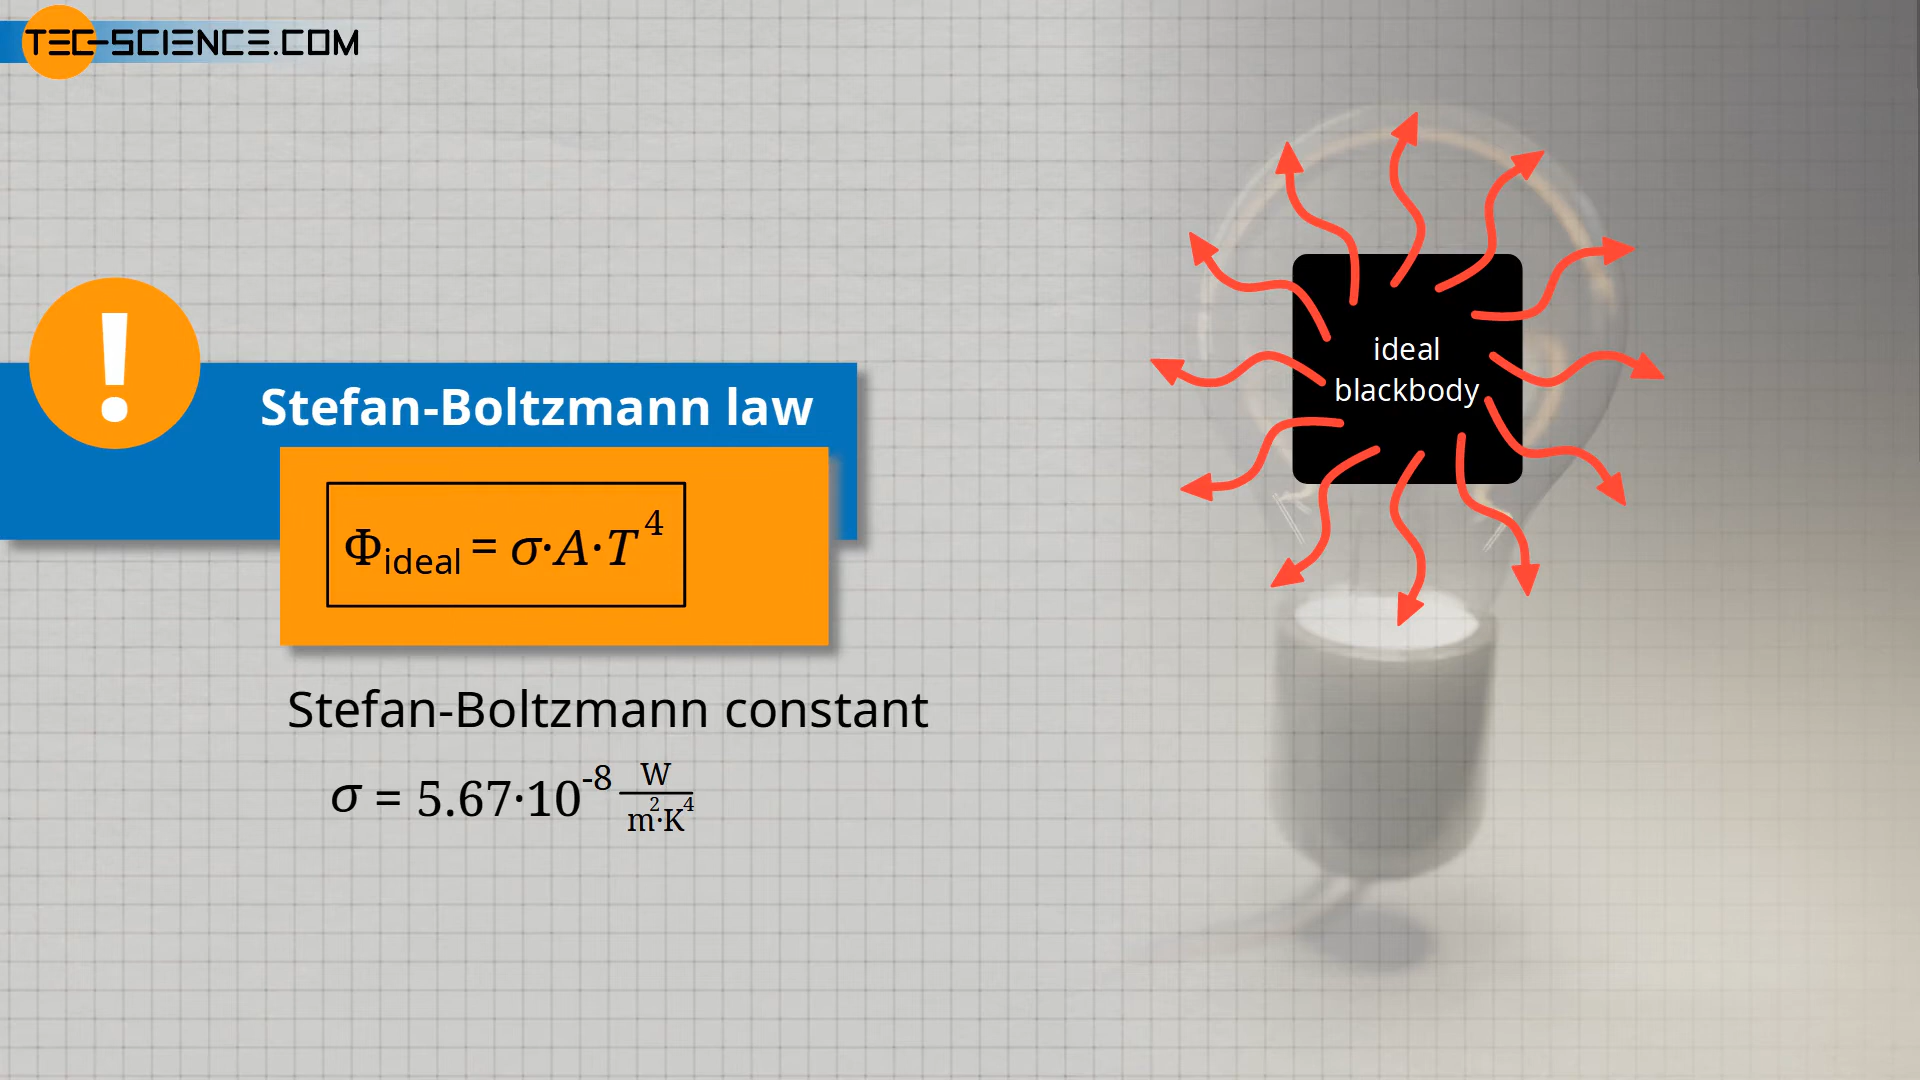 TEC-SCIENCE.COM
!
Stefan-Boltzmann law
Φideal = σ·A·T⁴
Stefan-Boltzmann constant
σ = 5.67·10⁻⁸ W/m²·K⁴
ideal
blackbody